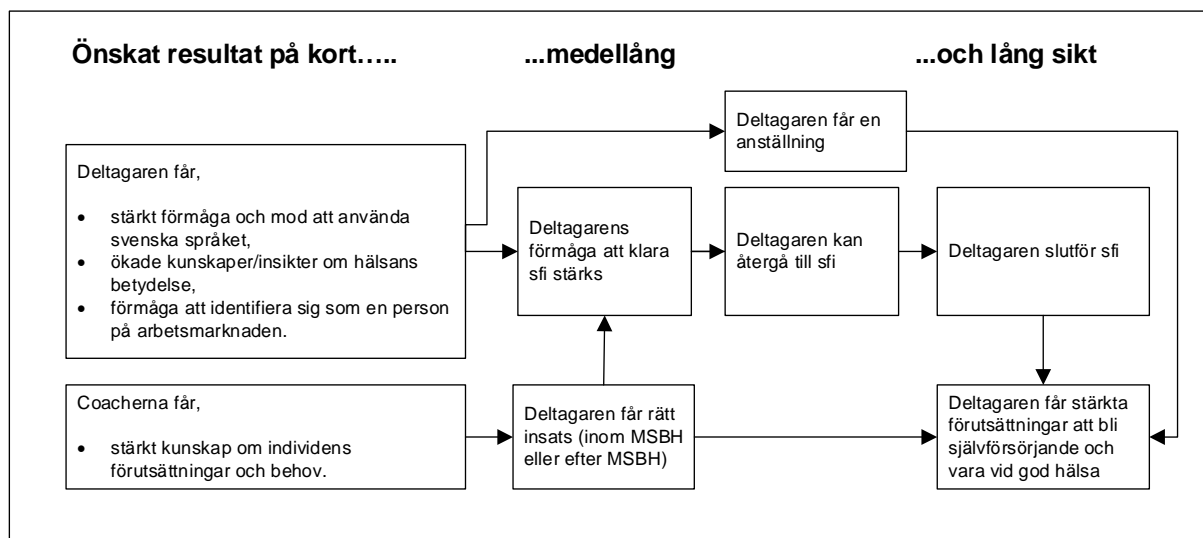 Önskat resultat på kort…..
...medellång
...och lång sikt
Deltagaren får en
anställning
Deltagaren får,
• stärkt förmåga och mod att använda
svenska språket,
• ökade kunskaper/insikter om hälsans
betydelse,
• förmåga att identifiera sig som en person
på arbetsmarknaden.
Deltagarens
förmåga att klara
sfi stärks
Deltagaren kan
återgå till sfi
Deltagaren slutför sfi
Coacherna får,
• stärkt kunskap om individens
förutsättningar och behov.
Deltagaren får rätt
insats (inom MSBH
eller efter MSBH)
Deltagaren får stärkta
förutsättningar att bli
självförsörjande och
vara vid god hälsa